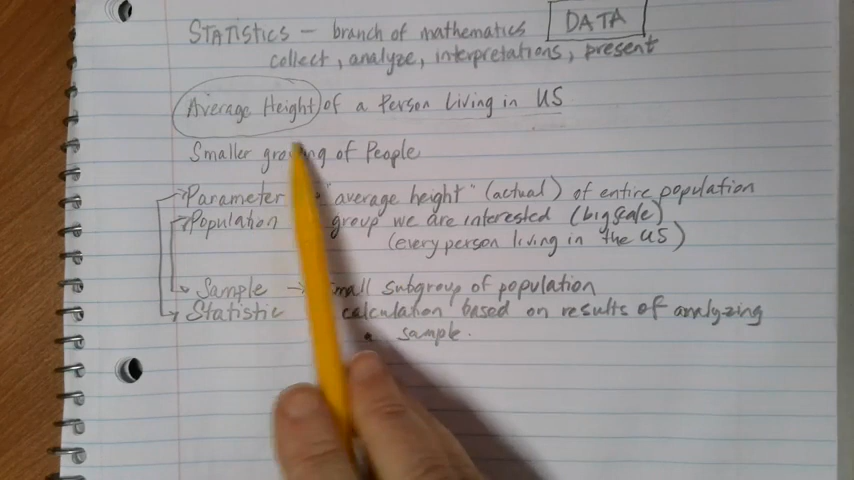 STATISTICS – branch of mathematics DATA
collect, analyze, interpretations, present
Average Height of a Person Living in US
Smaller of People
Parameter "average height" (actual) of entire population
Population group we are interested (big scale)
(every person living in the US)
Sample → small subgroup of population
Statistic calculation based on results of analyzing
a sample.